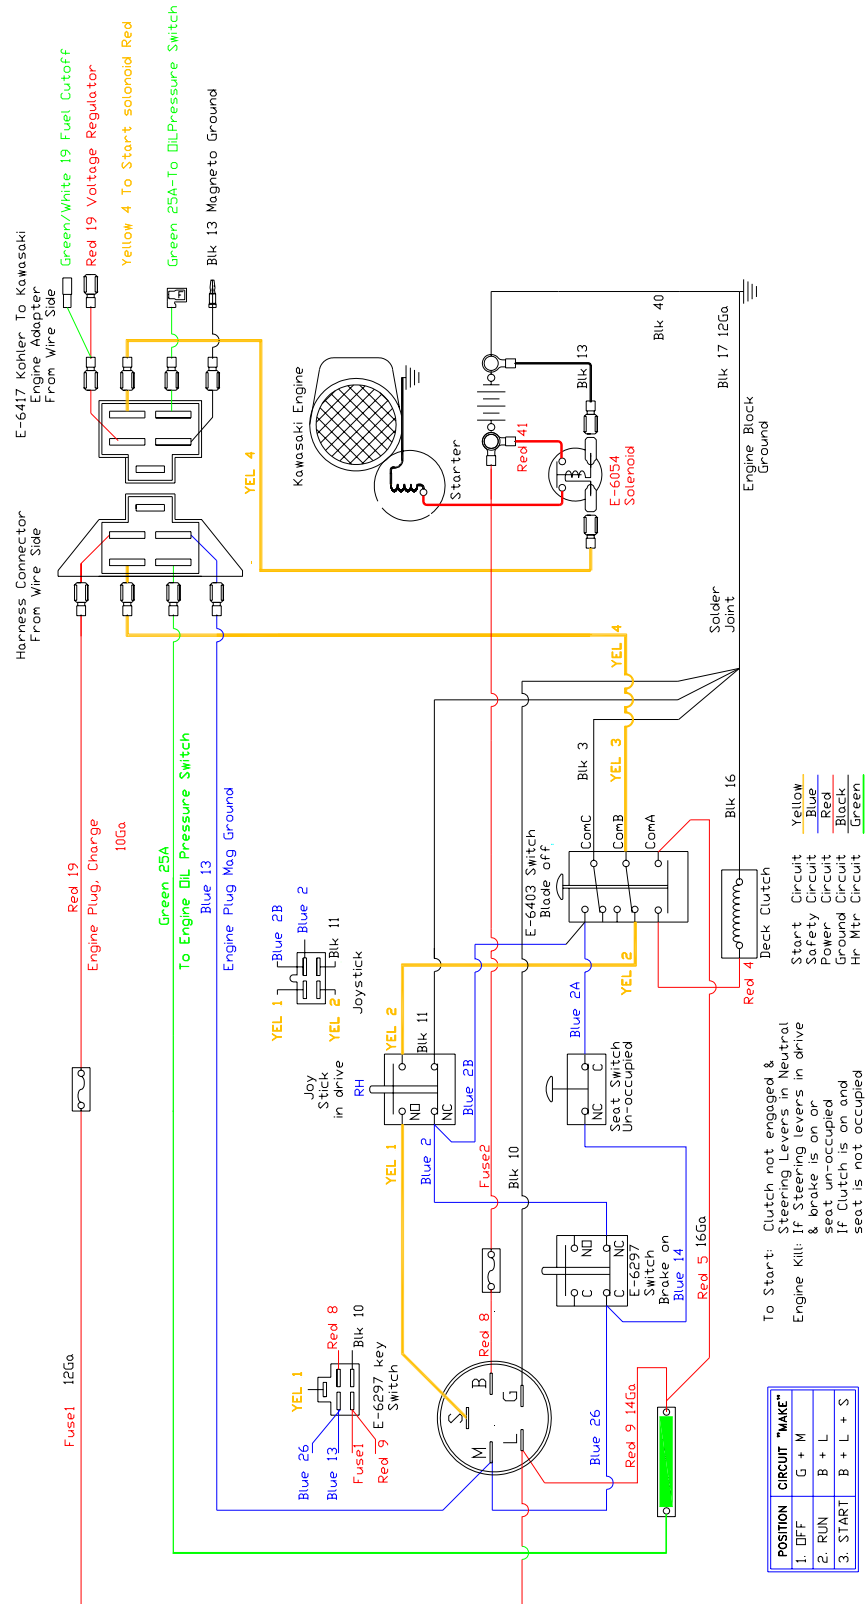 E-6417 Kohler To Kawasaki
Engine Adapter
From Wire Side
Green/White 19 Fuel Cutoff
Red 19 Voltage Regulator
Yellow 4 To Start solonoid Red
Green 25A-To OiLPressure Switch
Blk 13 Magneto Ground
Harness Connector
From Wire Side
YEL 4
Kawasaki Engine
Starter
Red 41
Blk 13
E-6054
Solenoid
Blk 40
Blk 17 12Ga
Engine Block
Ground
Solder
Joint
YEL 4
Red 19
Engine Plug, Charge
10Ga
Green 25A
To Engine OiL Pressure Switch
Blue 13
Engine Plug Mag Ground
Blue 2B
Blue 2
YEL 1
YEL 2
Blk 11
Joystick
Blk 3
YEL 3
ComC
ComB
ComA
E-6403 Switch
Blade off
Blk 16
Deck Clutch
Red 4
YEL 2
Blue 2A
Joy
Stick
in drive
RH
YEL 2
Blk 11
NO
NC
Blue 2B
YEL 1
Blue 2
Seat Switch
Un-occupied
C
NC
Fuse2
Blk 10
NO
NC
C
C
E-6297
Switch
Brake on
Blue 14
Red 5 16Ga
Red 8
YEL 1
Red 8
Blk 10
E-6297 key
Switch
Blue 26
Blue 13
Fuse1
Red 9
Fuse1 12Ga
S
B
M
G
L
Blue 26
Red 9 14Ga
Start Circuit Yellow
Safety Circuit Blue
Power Circuit Red
Ground Circuit Black
Hr Mtr Circuit Green
To Start: Clutch not engaged &
Steering Levers in Neutral
Engine Kill: If Steering levers in drive
& brake is on or
seat un-occupied
If Clutch is on and
seat is not occupied
POSITION CIRCUIT "MAKE"
1. OFF G + M
2. RUN B + L
3. START B + L + S